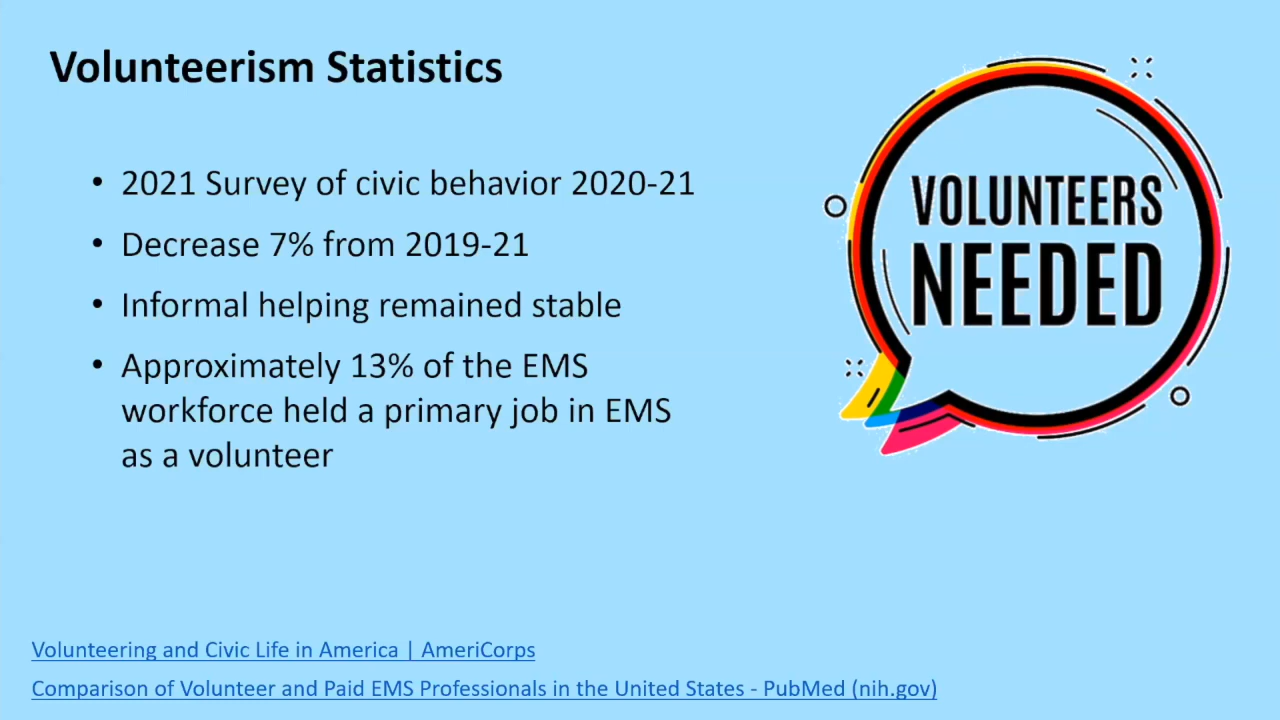 Volunteerism Statistics
• 2021 Survey of civic behavior 2020-21
• Decrease 7% from 2019-21
• Informal helping remained stable
• Approximately 13% of the EMS
workforce held a primary job in EMS
as a volunteer
VOLUNTEERS
NEEDED
Volunteering and Civic Life in America | AmeriCorps
Comparison of Volunteer and Paid EMS Professionals in the United States - PubMed (nih.gov)